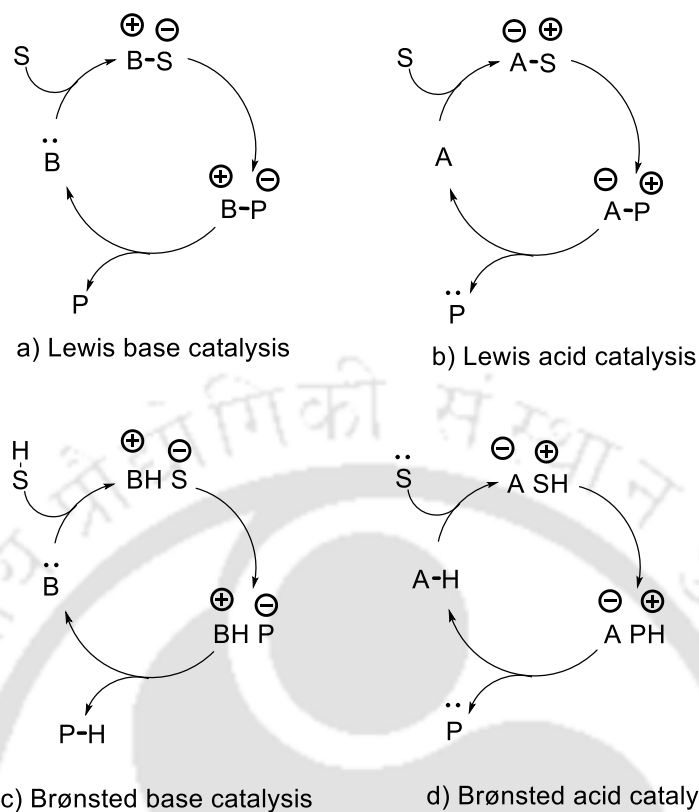 ⊕ ⊖
S B-S
··
B
⊕ ⊖
B-P
P
a) Lewis base catalysis
⊖ ⊕
S A-S
A
⊖ ⊕
A-P
··
P
b) Lewis acid catalysis
प्रौद्योगिकी संस्थान
H
⊕ ⊖
S BH S
··
B
⊕ ⊖
BH P
P-H
c) Brønsted base catalysis
·· ⊖ ⊕
S A SH
A-H
⊖ ⊕
A PH
··
P
d) Brønsted acid cataly